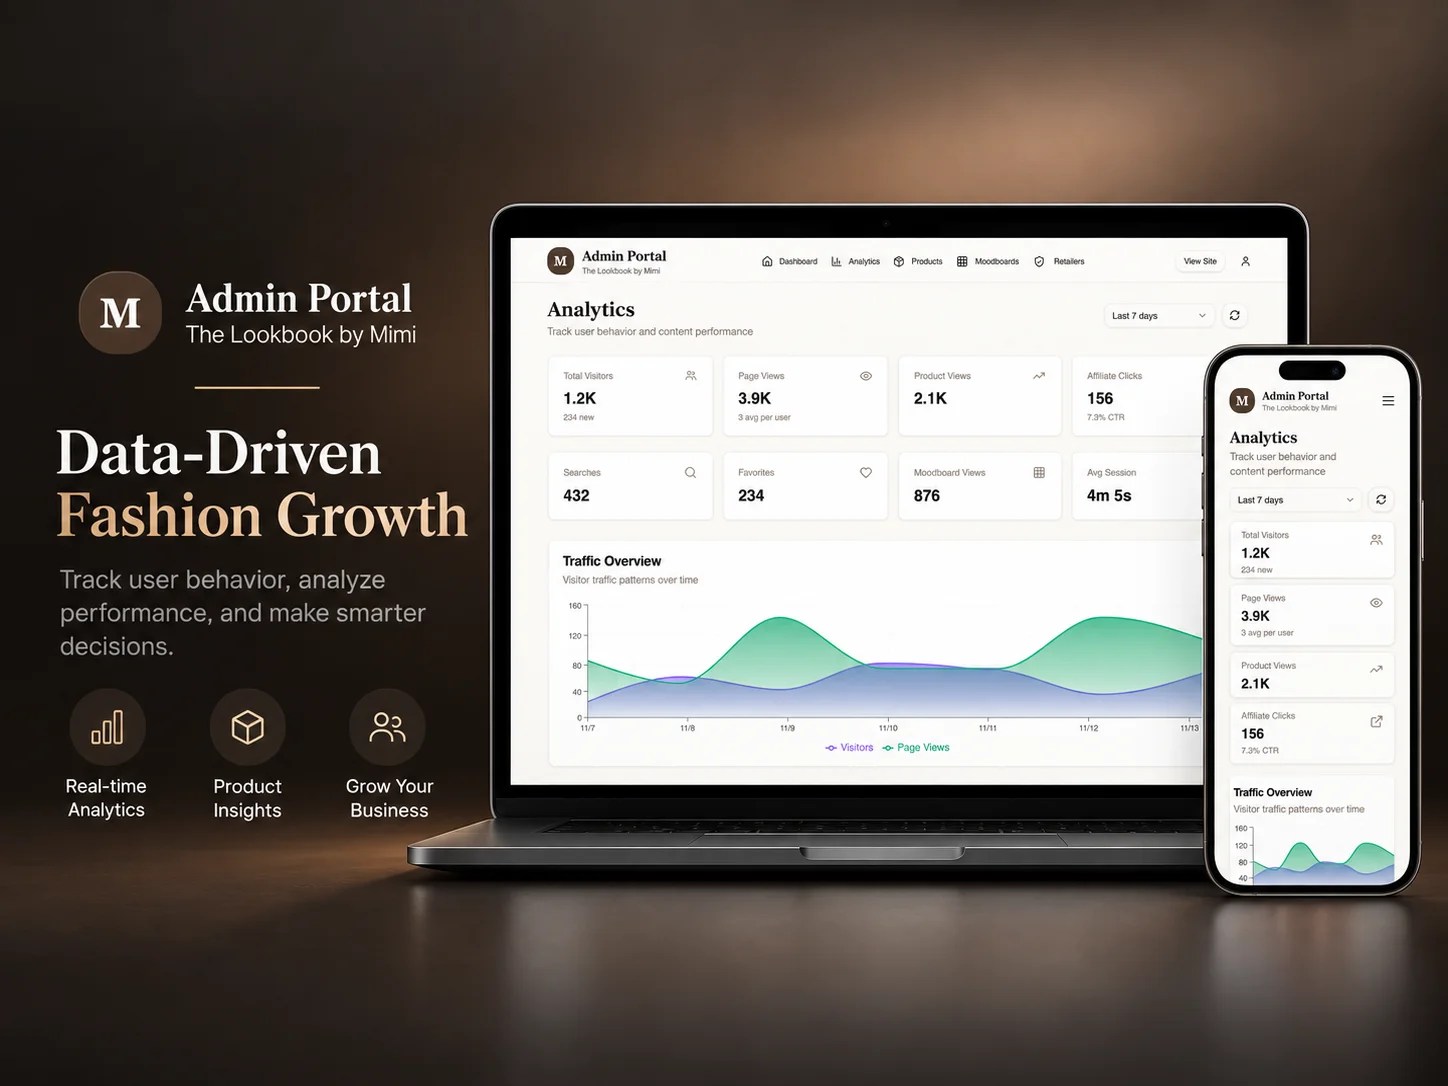 M
Admin Portal
The Lookbook by Mimi
Data-Driven
Fashion Growth
Track user behavior, analyze
performance, and make smarter
decisions.
Real-time
Analytics
Product
Insights
Grow Your
Business
M
Admin Portal
The Lookbook by Mimi
Dashboard
Analytics
Products
Moodboards
Retailers
View Site
Analytics
Track user behavior and content performance
Last 7 days
Total Visitors
1.2K
234 new
Page Views
3.9K
3 avg per user
Product Views
2.1K
Affiliate Clicks
156
7.3% CTR
Searches
432
Favorites
234
Moodboard Views
876
Avg Session
4m 5s
Traffic Overview
Visitor traffic patterns over time
160
120
80
40
0
11/7
11/8
11/9
11/10
11/11
11/12
11/13
Visitors
Page Views
M
Admin Portal
The Lookbook by Mimi
Analytics
Track user behavior and
content performance
Last 7 days
Total Visitors
1.2K
234 new
Page Views
3.9K
3 avg per user
Product Views
2.1K
Affiliate Clicks
156
7.3% CTR
Traffic Overview
Visitor traffic patterns over time
160
120
80
40